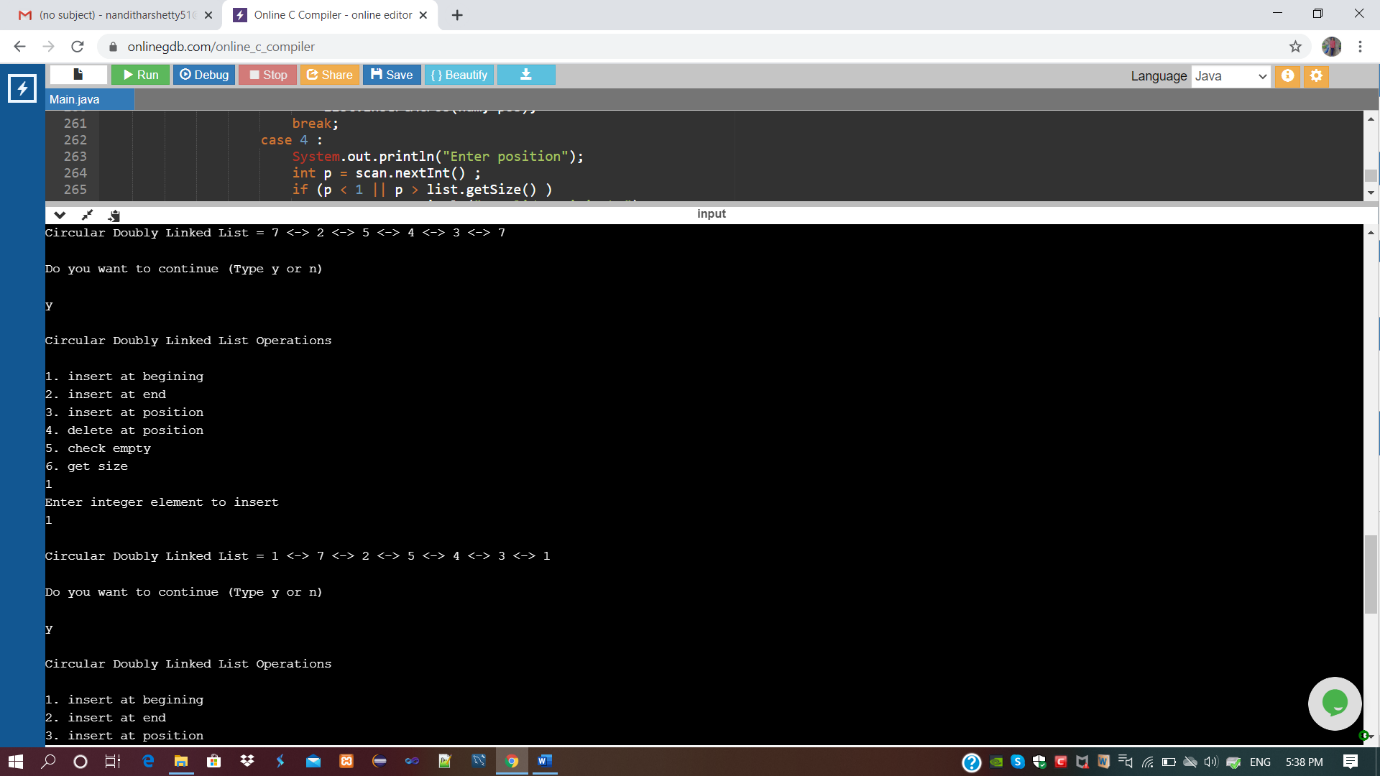 (no subject) - nanditharshetty516
Online C Compiler - online editor
onlinegdb.com/online_c_compiler
Run Debug Stop Share Save { } Beautify Language Java
Main.java
261 break;
262 case 4 :
263 System.out.println("Enter position");
264 int p = scan.nextInt() ;
265 if (p < 1 || p > list.getSize() )
input
Circular Doubly Linked List = 7 <-> 2 <-> 5 <-> 4 <-> 3 <-> 7
Do you want to continue (Type y or n)
y
Circular Doubly Linked List Operations
1. insert at begining
2. insert at end
3. insert at position
4. delete at position
5. check empty
6. get size
1
Enter integer element to insert
1
Circular Doubly Linked List = 1 <-> 7 <-> 2 <-> 5 <-> 4 <-> 3 <-> 1
Do you want to continue (Type y or n)
y
Circular Doubly Linked List Operations
1. insert at begining
2. insert at end
3. insert at position
ENG 5:38 PM